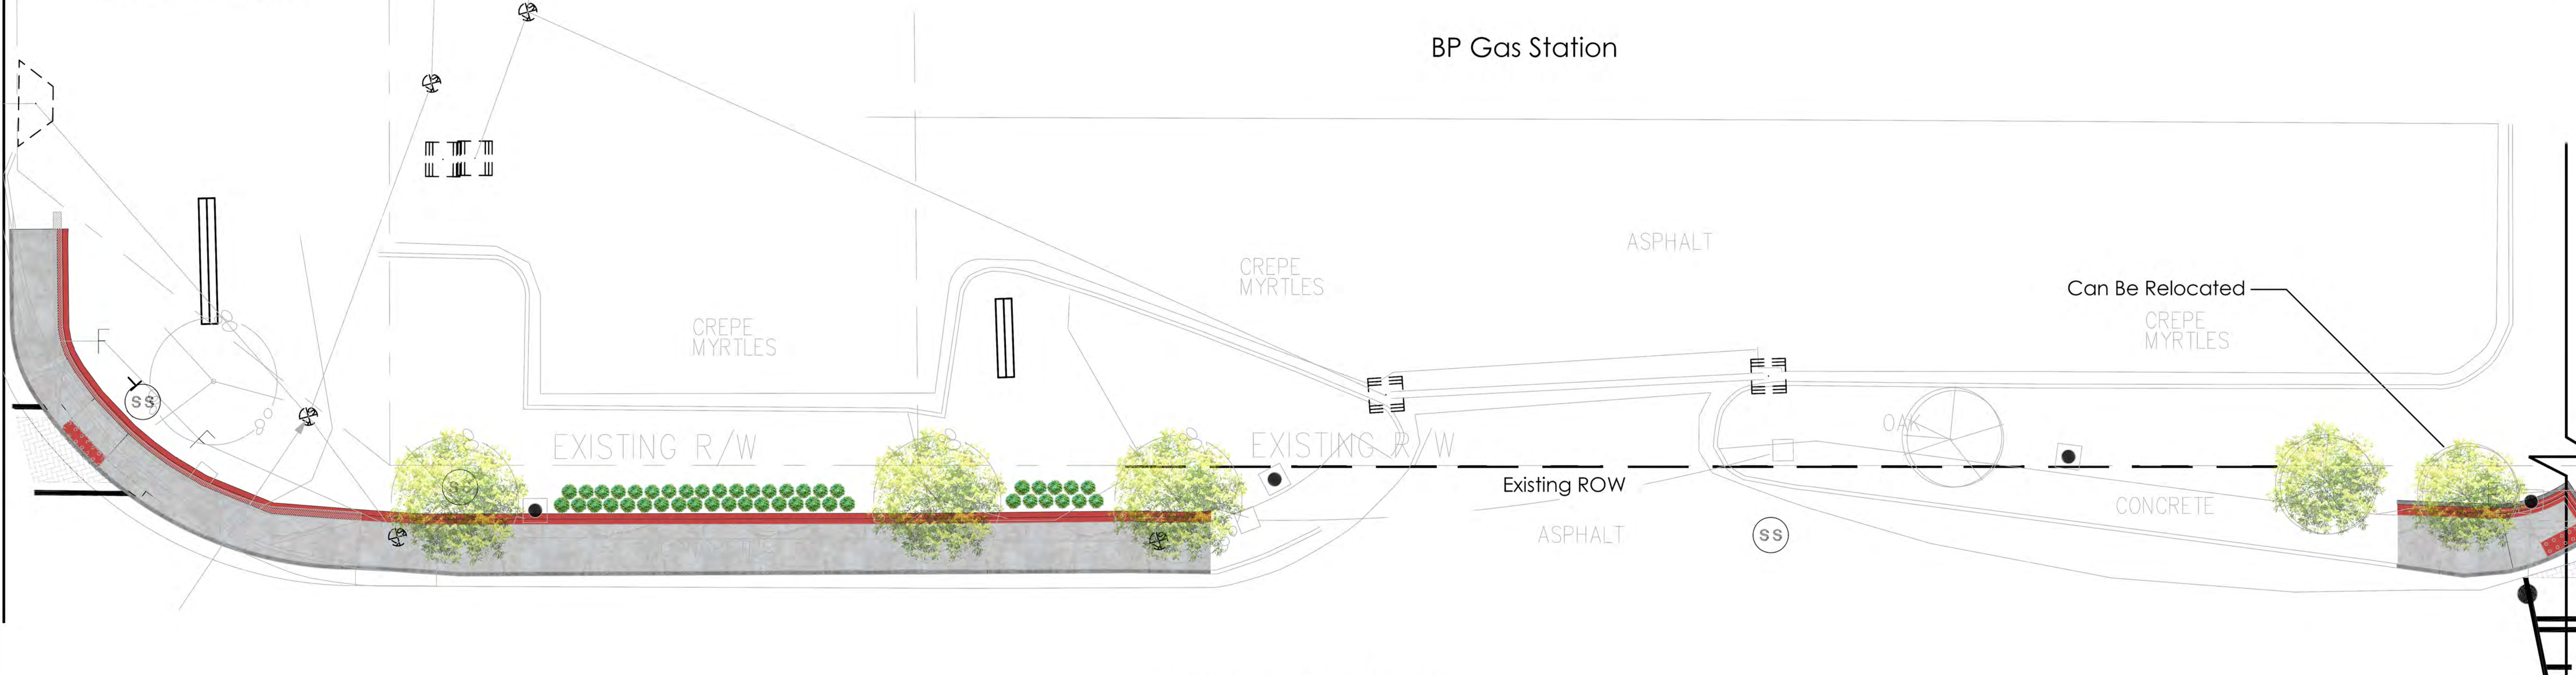 BP Gas Station
ASPHALT
CREPE
MYRTLES
Can Be Relocated
CREPE
MYRTLES
CREPE
MYRTLES
SS
OAK
EXISTING R/W
EXISTING R/W
Existing ROW
CONCRETE
ASPHALT
SS